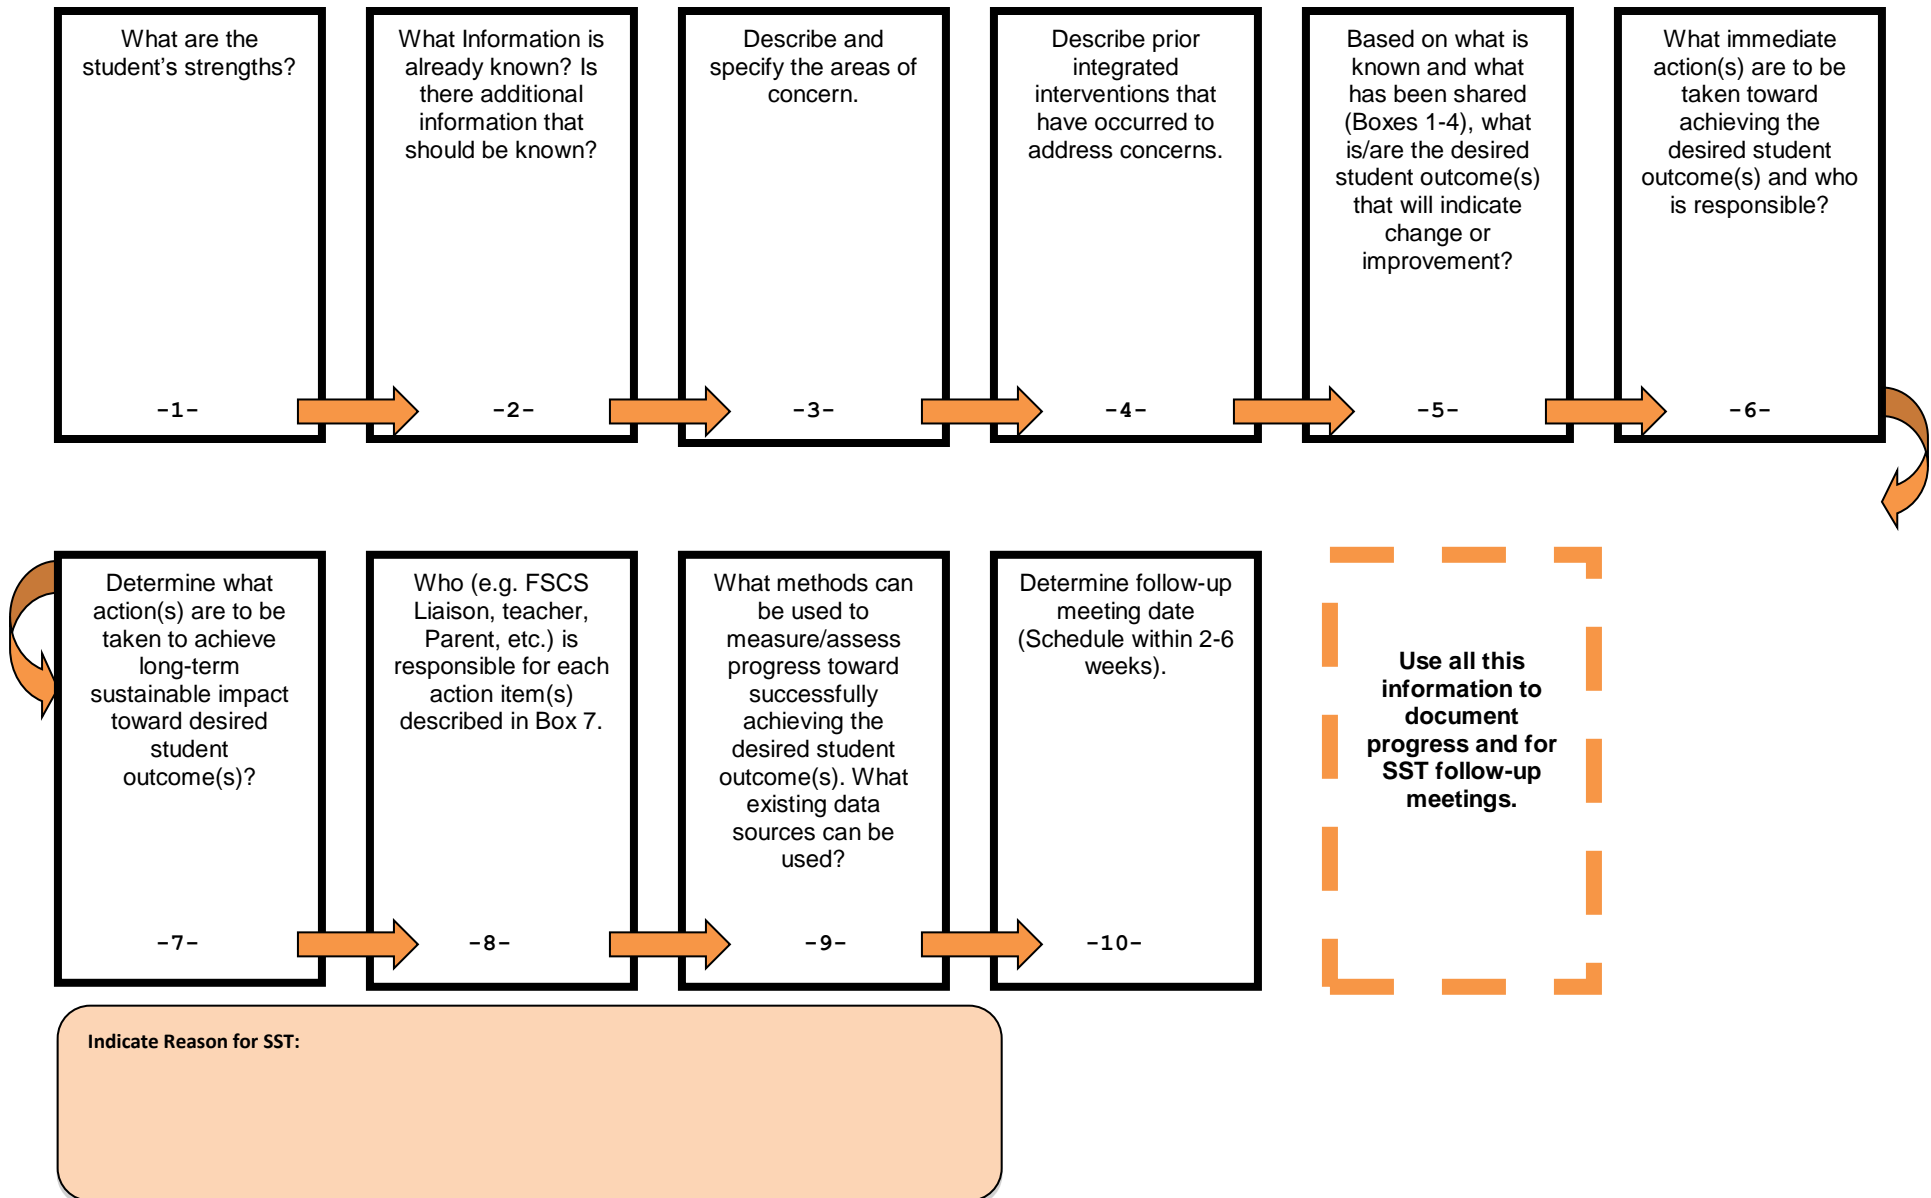 What are the
student’s strengths?
-1-
What Information is
already known? Is
there additional
information that
should be known?
-2-
Describe and
specify the areas of
concern.
-3-
Describe prior
integrated
interventions that
have occurred to
address concerns.
-4-
Based on what is
known and what
has been shared
(Boxes 1-4), what
is/are the desired
student outcome(s)
that will indicate
change or
improvement?
-5-
What immediate
action(s) are to be
taken toward
achieving the
desired student
outcome(s) and who
is responsible?
-6-
Determine what
action(s) are to be
taken to achieve
long-term
sustainable impact
toward desired
student
outcome(s)?
-7-
Who (e.g. FSCS
Liaison, teacher,
Parent, etc.) is
responsible for each
action item(s)
described in Box 7.
-8-
What methods can
be used to
measure/assess
progress toward
successfully
achieving the
desired student
outcome(s). What
existing data
sources can be
used?
-9-
Determine follow-up
meeting date
(Schedule within 2-6
weeks).
-10-
Use all this
information to
document
progress and for
SST follow-up
meetings.
Indicate Reason for SST: